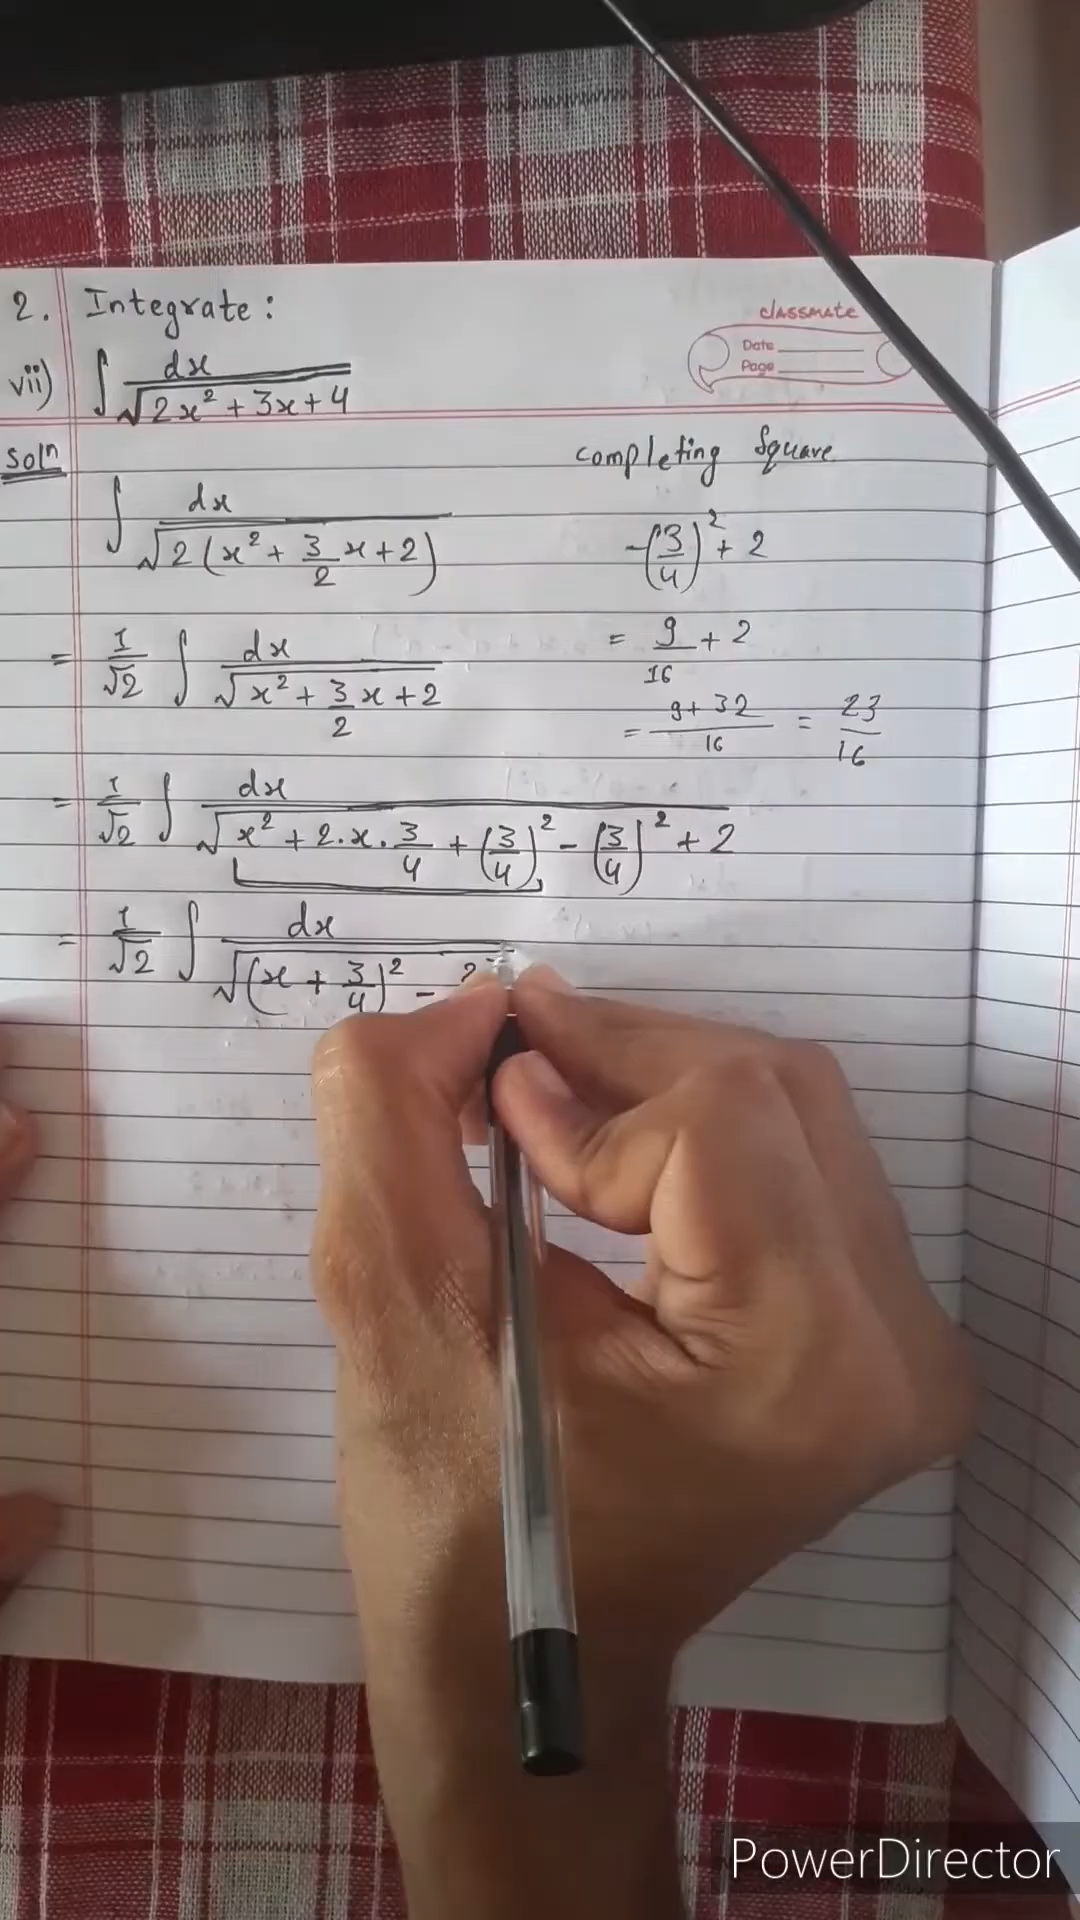 2. Integrate:
classmate
Date
Page
vii) ∫ dx / √(2x² + 3x + 4)
Soln
completing Square
∫ dx / √(2(x² + 3/2 x + 2))
-(3/4)² + 2
= 1/√2 ∫ dx / √(x² + 3/2 x + 2)
= 9/16 + 2
= 9 + 32 / 16 = 23/16
= 1/√2 ∫ dx / √(x² + 2·x·3/4 + (3/4)² - (3/4)² + 2)
= 1/√2 ∫ dx / √((x + 3/4)² -
PowerDirector